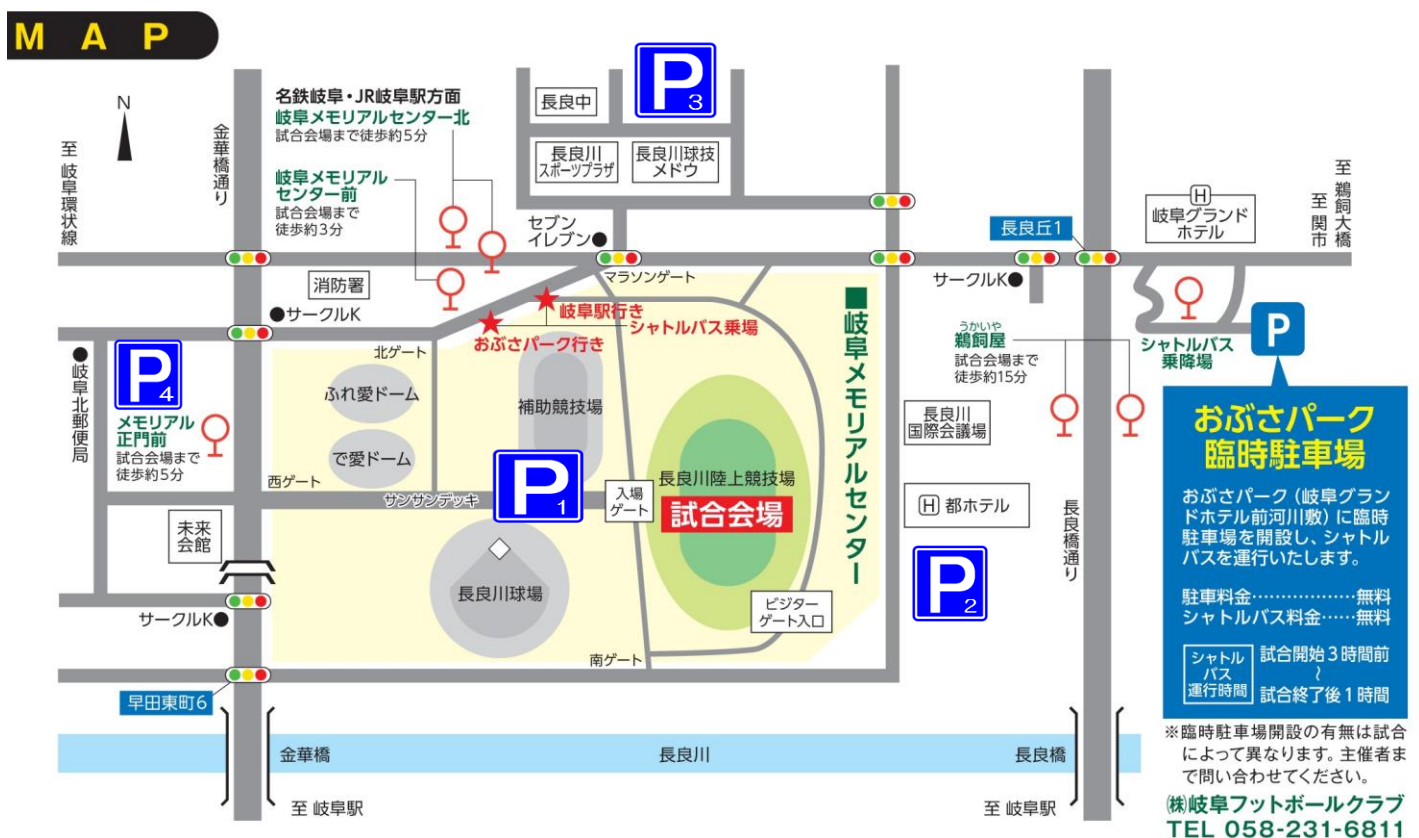 MAP
N
至 岐阜環状線
金華橋通り
名鉄岐阜・JR岐阜駅方面
岐阜メモリアルセンター北
試合会場まで徒歩約5分
岐阜メモリアル
センター前
試合会場まで
徒歩約3分
長良中
P3
長良川
スポーツプラザ
長良川球技
メドウ
セブン
イレブン●
長良丘1
H
岐阜グランド
ホテル
至 関市
至 鵜飼大橋
消防署
●サークルK
マラソンゲート
サークルK●
★岐阜駅行き
シャトルバス乗場
★
おぶさパーク行き
■岐阜メモリアルセンター
うかいや
鵜飼屋
試合会場まで
徒歩約15分
シャトルバス
乗降場
P
●岐阜北郵便局
P4
メモリアル
正門前
試合会場まで
徒歩約5分
北ゲート
ふれ愛ドーム
で愛ドーム
西ゲート
サンサンデッキ
補助競技場
P1
入場
ゲート
長良川陸上競技場
試合会場
長良川
国際会議場
H 都ホテル
P2
長良橋通り
未来
会館
サークルK●
長良川球場
ビジター
ゲート入口
南ゲート
早田東町6
金華橋
長良川
長良橋
至 岐阜駅
至 岐阜駅
おぶさパーク
臨時駐車場
おぶさパーク(岐阜グラン
ドホテル前河川敷)に臨時
駐車場を開設し、シャトル
バスを運行いたします。
駐車料金………………無料
シャトルバス料金……無料
シャトル
バス
運行時間
試合開始3時間前
〜
試合終了後1時間
※臨時駐車場開設の有無は試合
によって異なります。主催者ま
で問い合わせてください。
㈱岐阜フットボールクラブ
TEL 058-231-6811